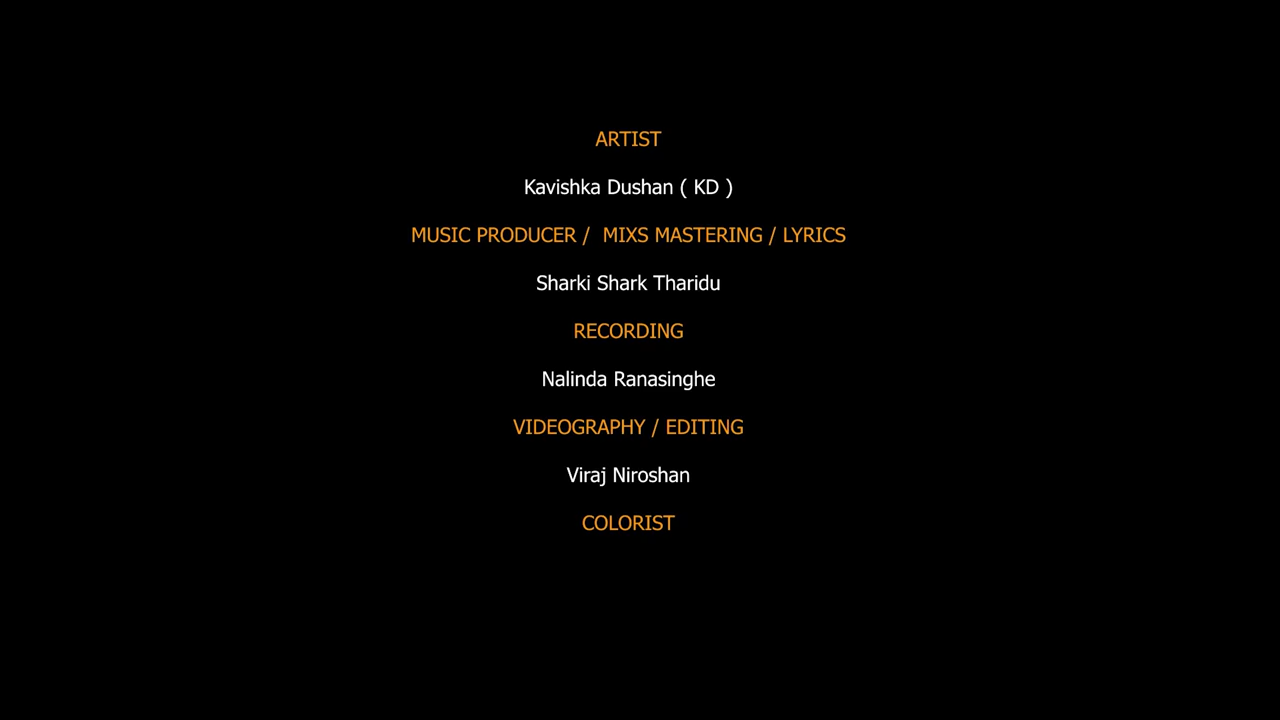 ARTIST
Kavishka Dushan ( KD )
MUSIC PRODUCER /  MIXS MASTERING / LYRICS
Sharki Shark Tharidu
RECORDING
Nalinda Ranasinghe
VIDEOGRAPHY / EDITING
Viraj Niroshan
COLORIST